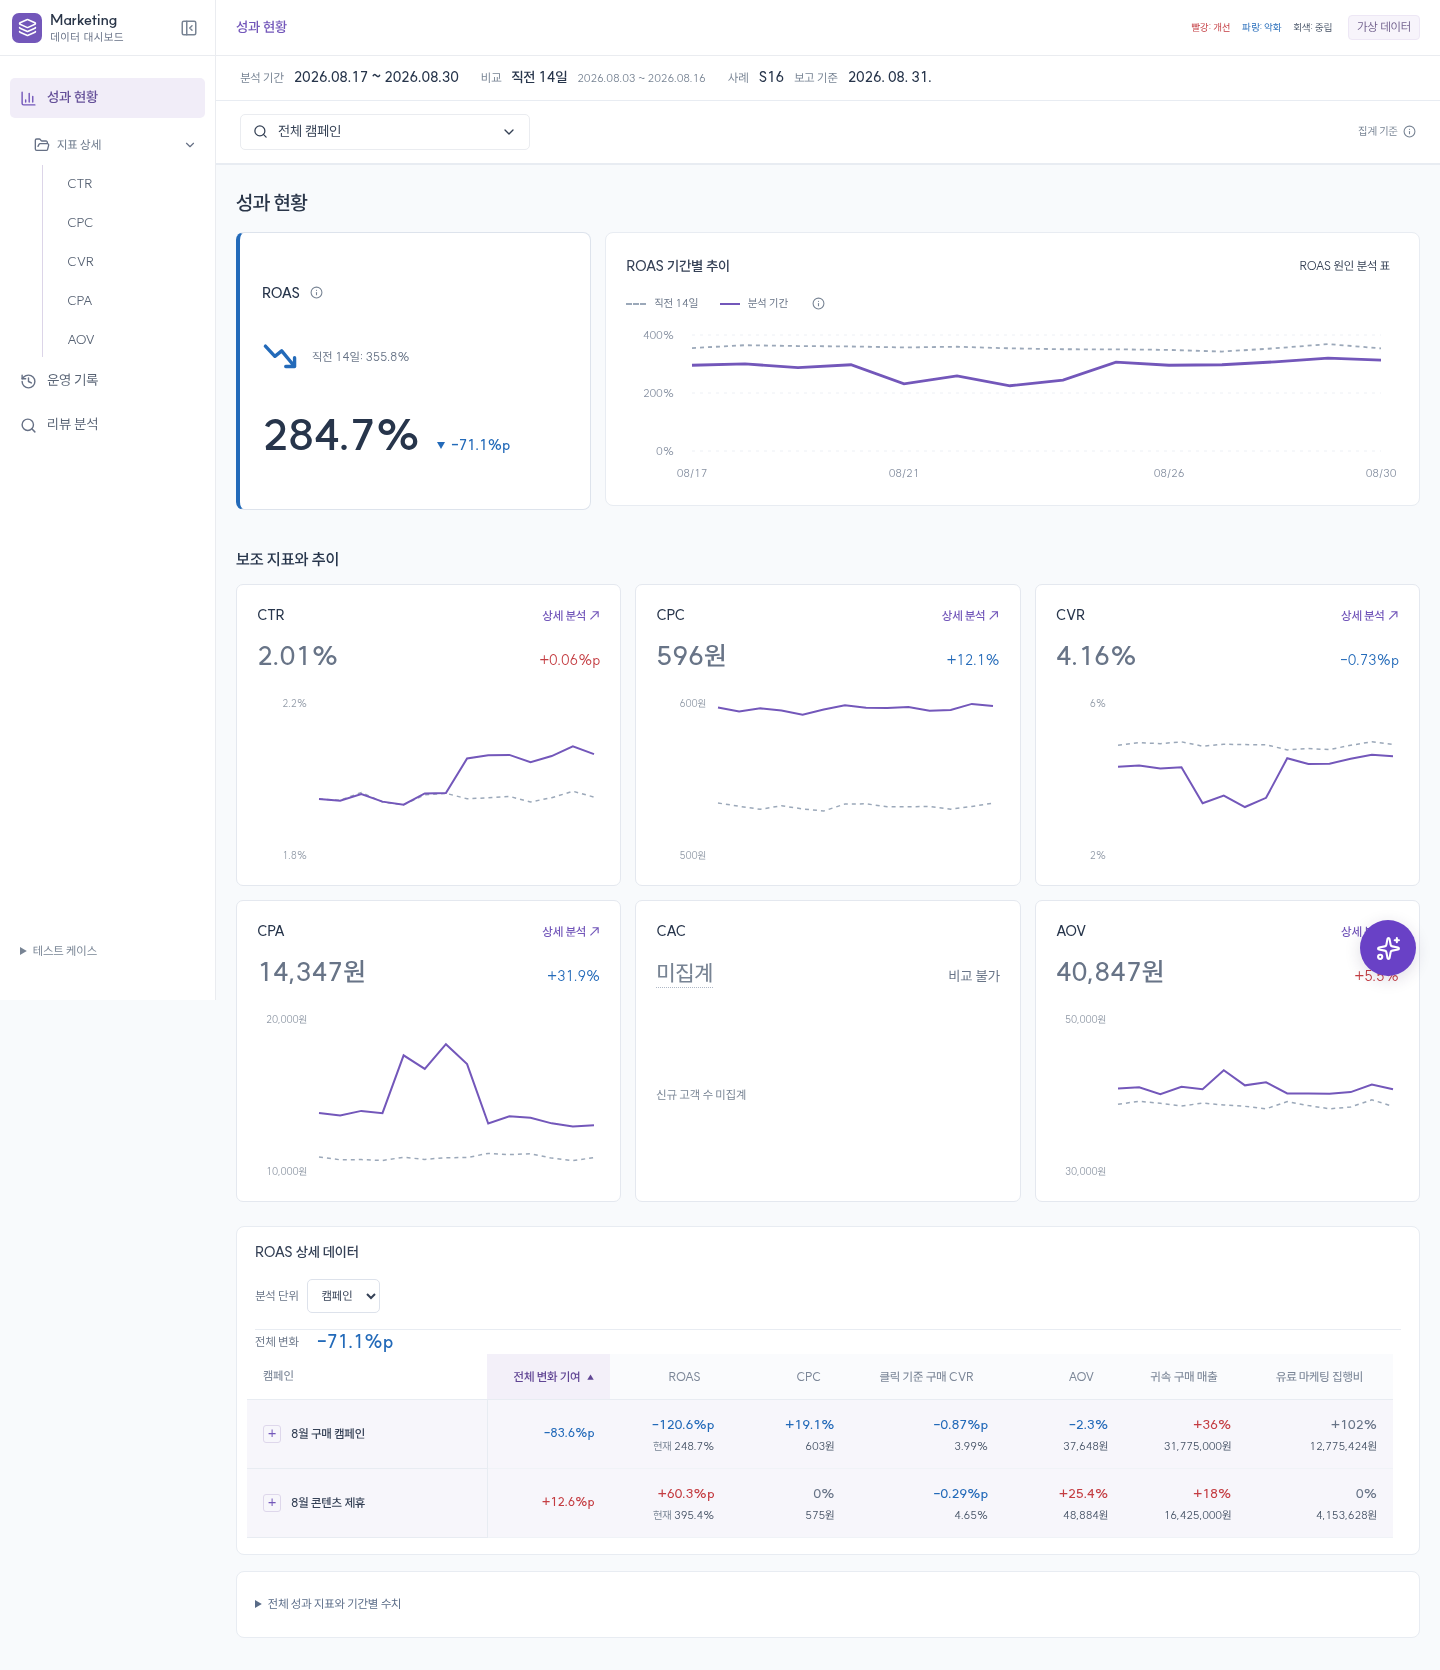 Marketing
데이터 대시보드
성과 현황
빨강: 개선 파랑: 악화 회색: 중립 가상 데이터
분석 기간 2026.08.17 ~ 2026.08.30 비교 직전 14일 2026.08.03 ~ 2026.08.16 사례 S16 보고 기준 2026. 08. 31.
전체 캠페인
집계 기준
성과 현황
지표 상세
CTR
CPC
CVR
CPA
AOV
운영 기록
리뷰 분석
테스트 케이스
성과 현황
ROAS
직전 14일: 355.8%
284.7% ▼ -71.1%p
ROAS 기간별 추이
ROAS 원인 분석 표
직전 14일 분석 기간
400%
200%
0%
08/17 08/21 08/26 08/30
보조 지표와 추이
CTR 상세 분석 ↗
2.01% +0.06%p
2.2%
1.8%
CPC 상세 분석 ↗
596원 +12.1%
600원
500원
CVR 상세 분석 ↗
4.16% -0.73%p
6%
2%
CPA 상세 분석 ↗
14,347원 +31.9%
20,000원
10,000원
CAC
미집계 비교 불가
신규 고객 수 미집계
AOV 상세
40,847원
50,000원
30,000원
ROAS 상세 데이터
분석 단위 캠페인
전체 변화 -71.1%p
캠페인 전체 변화 기여 ▲ ROAS CPC 클릭 기준 구매 CVR AOV 귀속 구매 매출 유료 마케팅 집행비
+ 8월 구매 캠페인 -83.6%p -120.6%p +19.1% -0.87%p -2.3% +36% +102%
현재 248.7% 603원 3.99% 37,648원 31,775,000원 12,775,424원
+ 8월 콘텐츠 제휴 +12.6%p +60.3%p 0% -0.29%p +25.4% +18% 0%
현재 395.4% 575원 4.65% 48,884원 16,425,000원 4,153,628원
▶ 전체 성과 지표와 기간별 수치